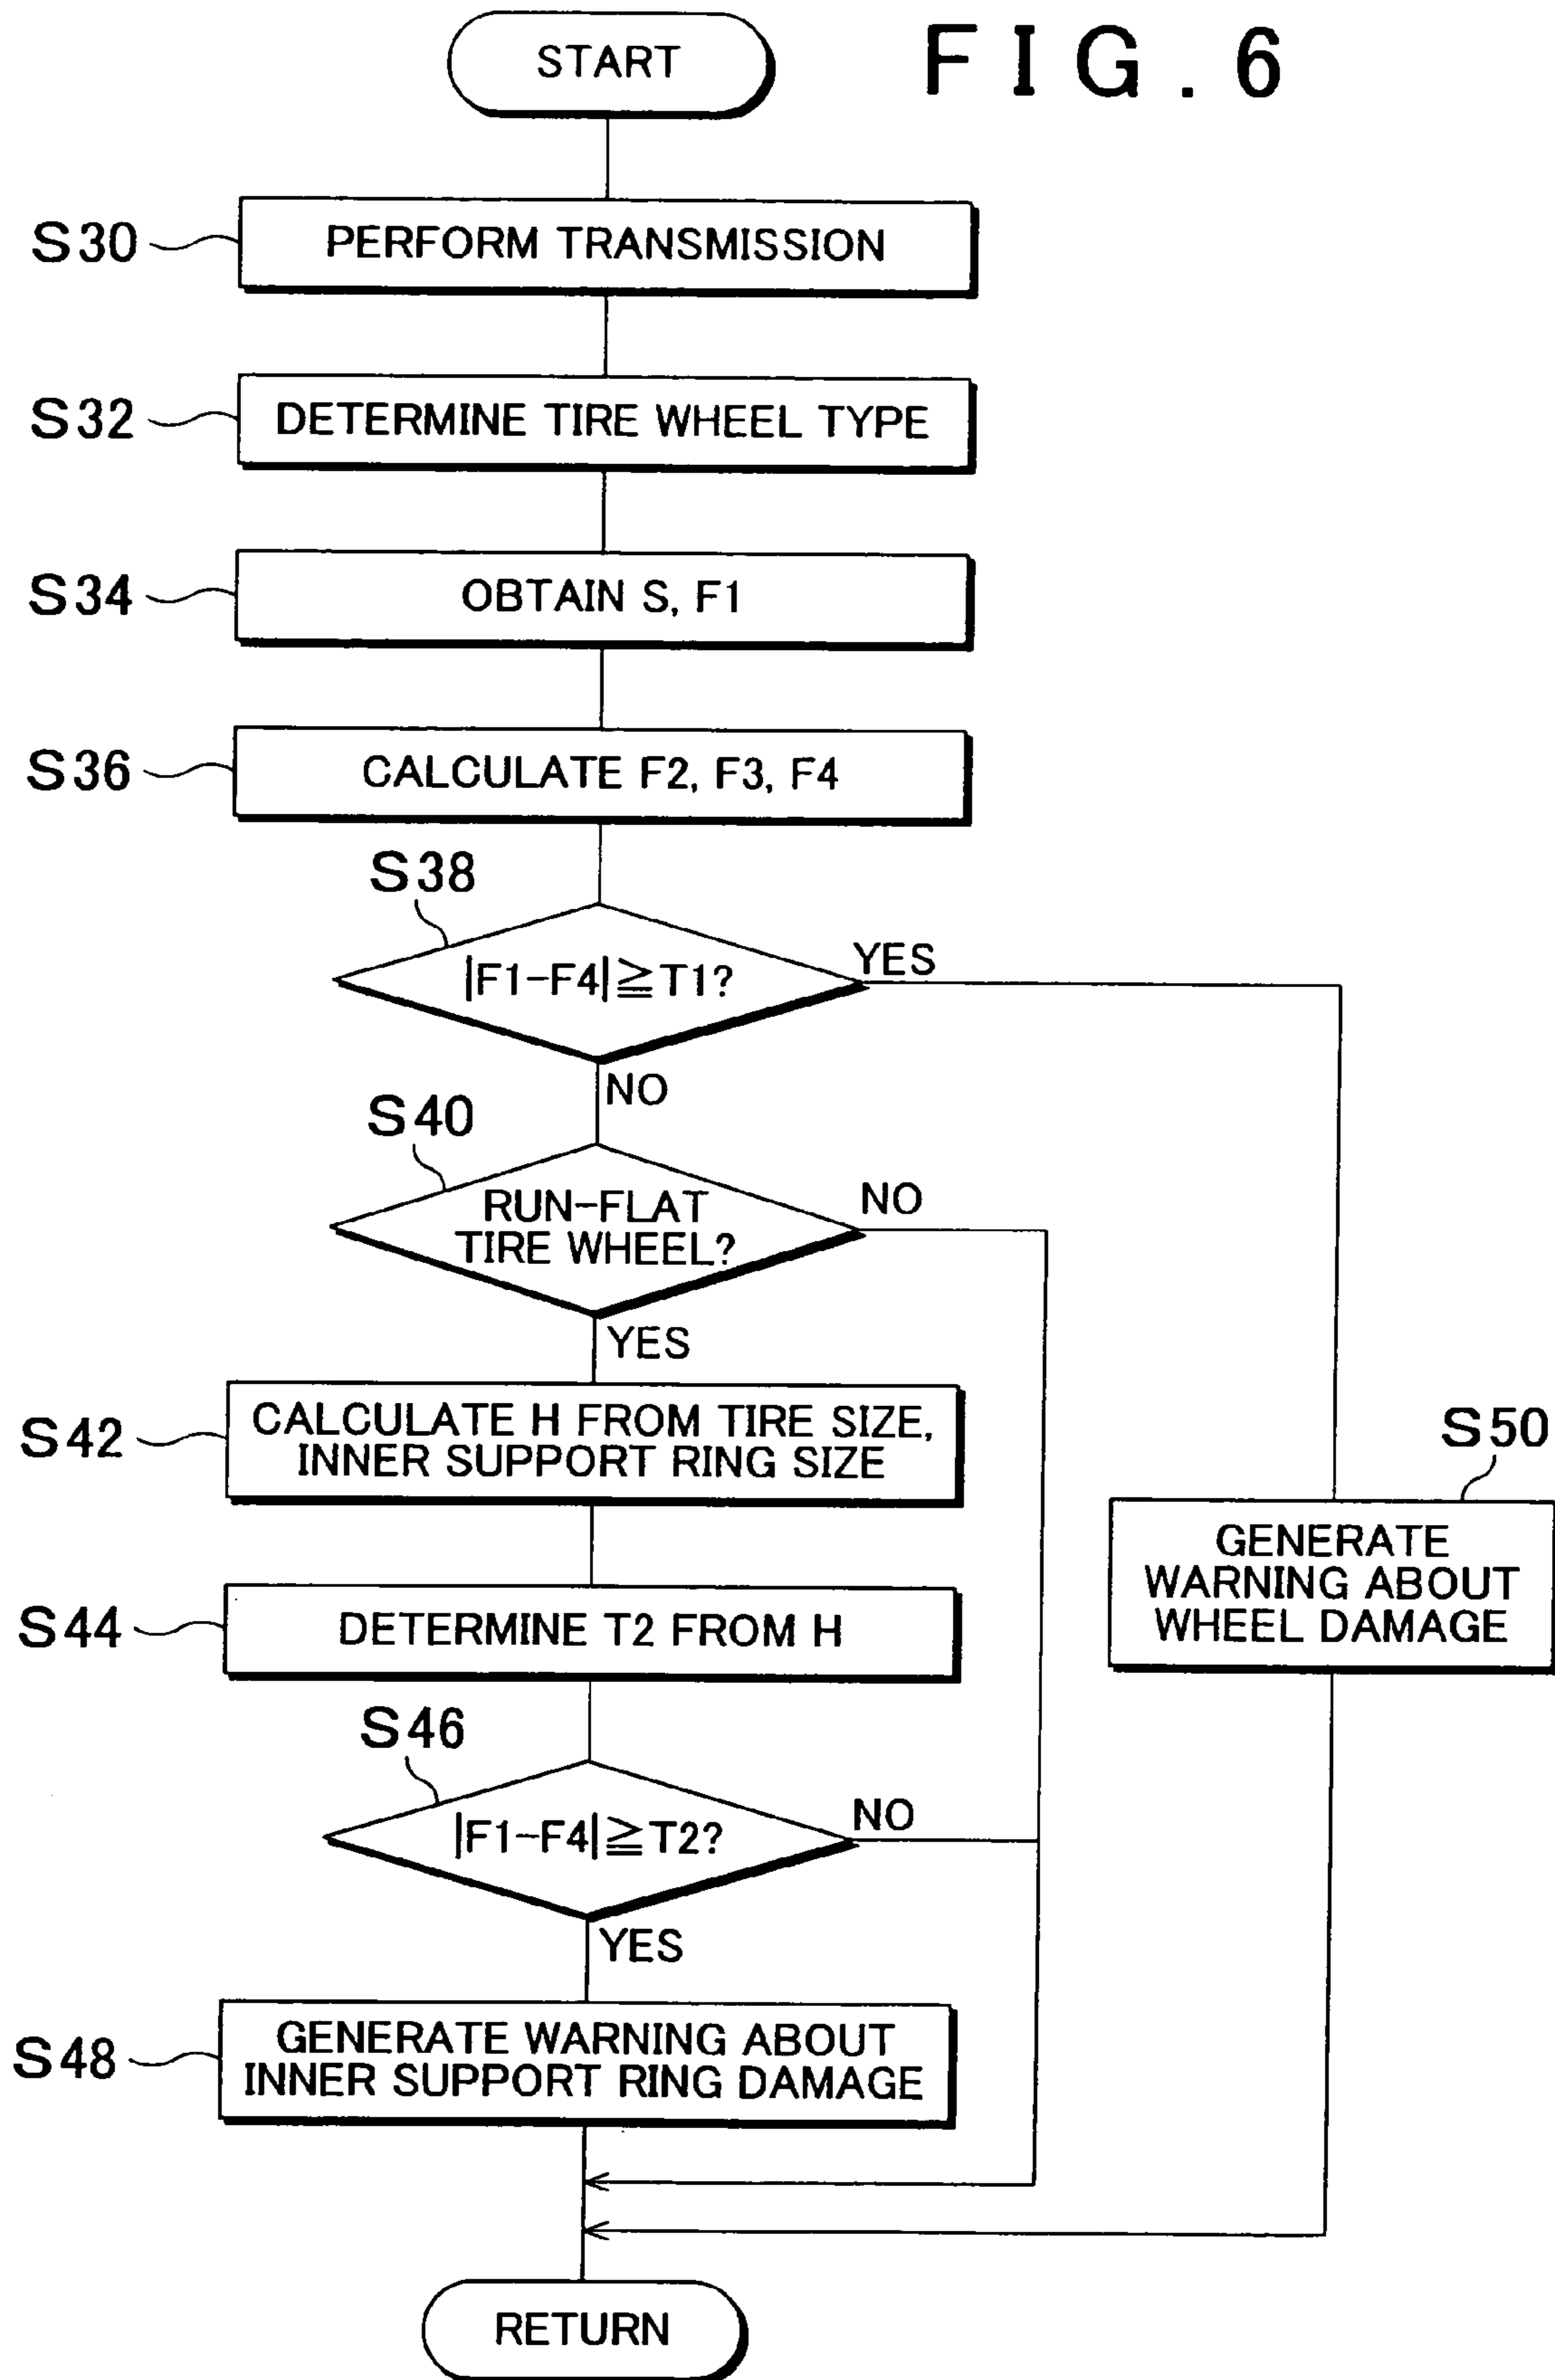 START
FIG.6
S30
PERFORM TRANSMISSION
S32
DETERMINE TIRE WHEEL TYPE
S34
OBTAIN S, F1
S36
CALCULATE F2, F3, F4
S38
|F1-F4|≧T1?
YES
NO
S40
RUN-FLAT
TIRE WHEEL?
NO
YES
S42
CALCULATE H FROM TIRE SIZE,
INNER SUPPORT RING SIZE
S50
GENERATE
WARNING ABOUT
WHEEL DAMAGE
S44
DETERMINE T2 FROM H
S46
|F1-F4|≧T2?
NO
YES
S48
GENERATE WARNING ABOUT
INNER SUPPORT RING DAMAGE
RETURN